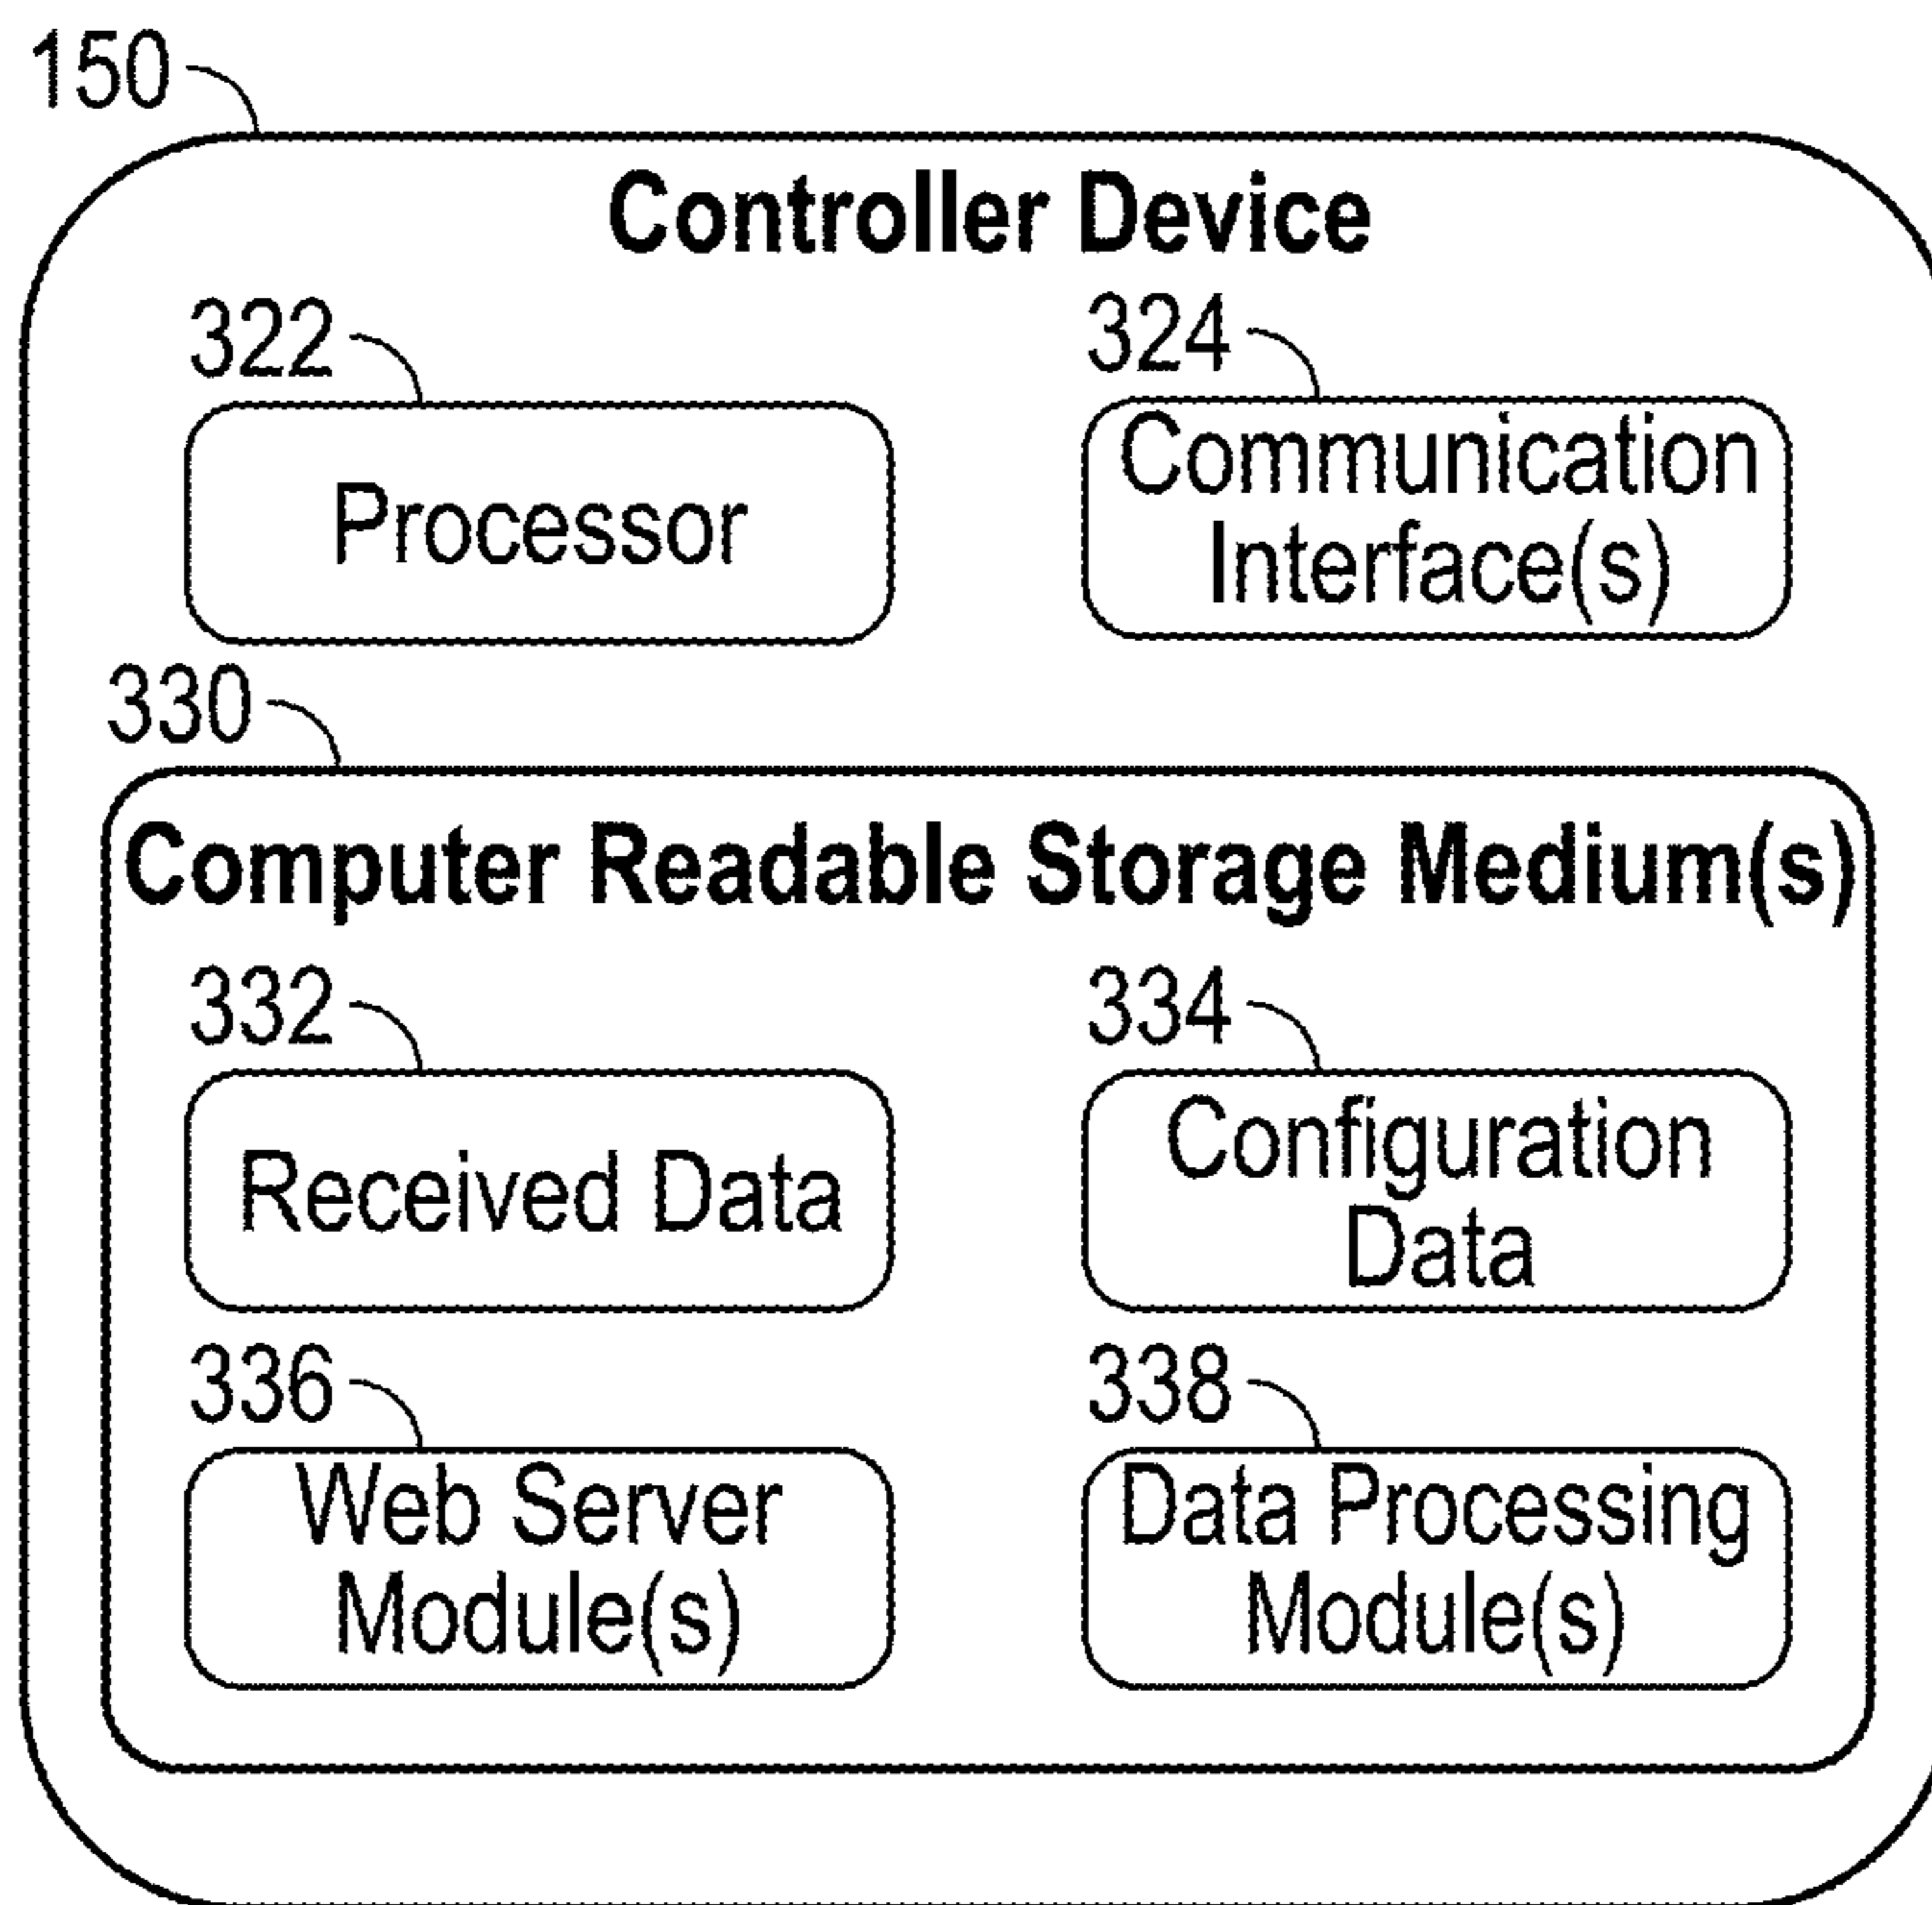 150
Controller Device
322
324
Processor
Communication
Interface(s)
330
Computer Readable Storage Medium(s)
332
334
Received Data
Configuration
Data
336
338
Web Server
Module(s)
Data Processing
Module(s)